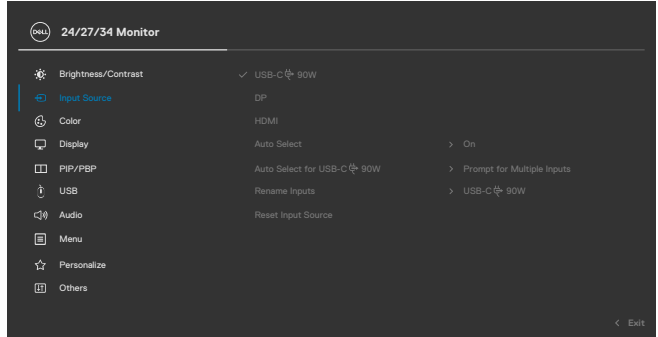 DELL
24/27/34 Monitor
Brightness/Contrast
USB-C 90W
Input Source
DP
Color
HDMI
Display
Auto Select
On
PIP/PBP
Auto Select for USB-C 90W
Prompt for Multiple Inputs
USB
Rename Inputs
USB-C 90W
Audio
Reset Input Source
Menu
Personalize
Others
Exit